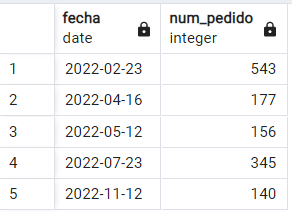 fecha num_pedido
date integer
1 2022-02-23 543
2 2022-04-16 177
3 2022-05-12 156
4 2022-07-23 345
5 2022-11-12 140